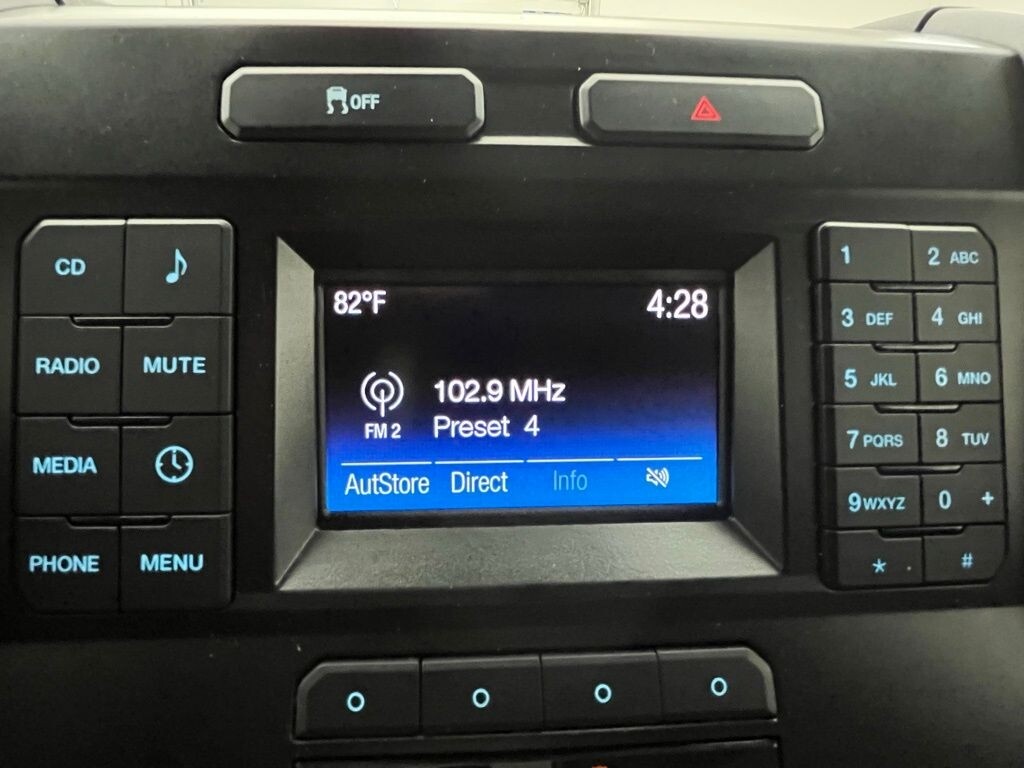 OFF
CD
RADIO MUTE
MEDIA
PHONE MENU
82°F 4:28
102.9 MHz
FM 2 Preset 4
AutStore Direct Info
1 2 ABC
3 DEF 4 GHI
5 JKL 6 MNO
7 PQRS 8 TUV
9 WXYZ 0 +
* #